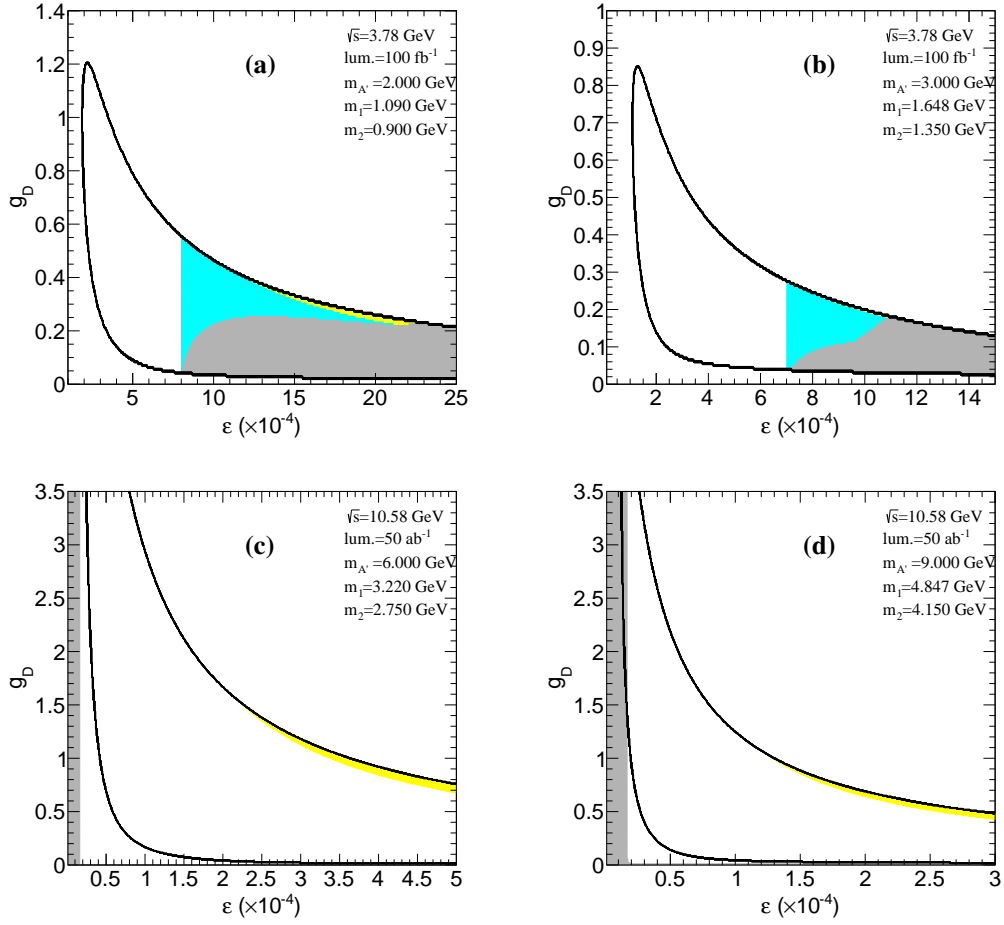 1.4
1.2
1
0.8
0.6
0.4
0.2
0
g_D
(a)
√s=3.78 GeV
lum.=100 fb⁻¹
m_A' =2.000 GeV
m₁=1.090 GeV
m₂=0.900 GeV
5 10 15 20 25
ε (×10⁻⁴)
1
0.9
0.8
0.7
0.6
0.5
0.4
0.3
0.2
0.1
0
g_D
(b)
√s=3.78 GeV
lum.=100 fb⁻¹
m_A' =3.000 GeV
m₁=1.648 GeV
m₂=1.350 GeV
2 4 6 8 10 12 14
ε (×10⁻⁴)
3.5
3
2.5
2
1.5
1
0.5
0
g_D
(c)
√s=10.58 GeV
lum.=50 ab⁻¹
m_A' =6.000 GeV
m₁=3.220 GeV
m₂=2.750 GeV
0.5 1 1.5 2 2.5 3 3.5 4 4.5 5
ε (×10⁻⁴)
3.5
3
2.5
2
1.5
1
0.5
0
g_D
(d)
√s=10.58 GeV
lum.=50 ab⁻¹
m_A' =9.000 GeV
m₁=4.847 GeV
m₂=4.150 GeV
0.5 1 1.5 2 2.5 3
ε (×10⁻⁴)